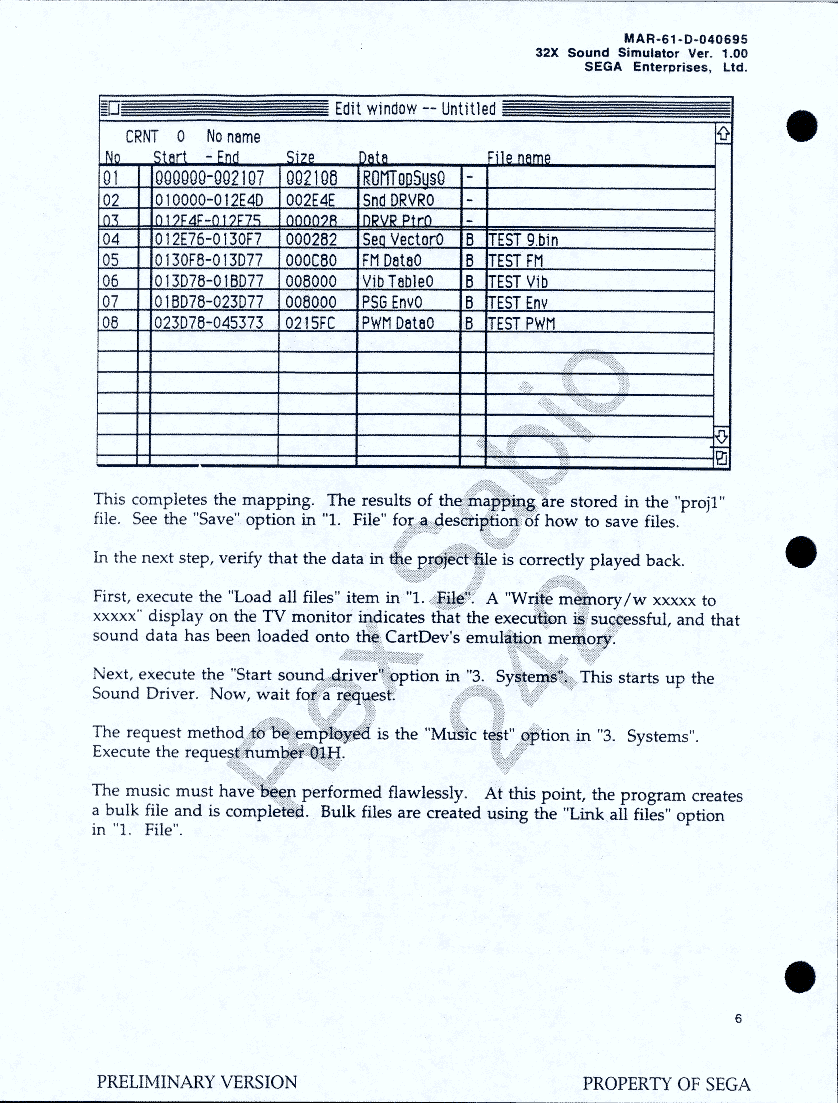 MAR-61-D-040695
32X Sound Simulator Ver. 1.00
SEGA Enterprises, Ltd.
Edit window -- Untitled
CRNT 0 No name
No Start - End Size Data File name
01 000000-002107 002108 ROMTopSys0 -
02 010000-012E4D 002E4E Snd DRVR0 -
03 012E4E-012E75 000028 DRVR Ptr0 -
04 012E76-0130F7 000282 Seq Vector0 B TEST 9.bin
05 0130F8-013D77 000C80 FM Data0 B TEST FM
06 013D78-01BD77 008000 Vib Table0 B TEST Vib
07 01BD78-023D77 008000 PSG Env0 B TEST Env
08 023D78-045373 0215FC PWM Data0 B TEST PWM
This completes the mapping. The results of the mapping are stored in the "proj1"
file. See the "Save" option in "1. File" for a description of how to save files.
In the next step, verify that the data in the project file is correctly played back.
First, execute the "Load all files" item in "1. File". A "Write memory/w xxxxx to
xxxxx" display on the TV monitor indicates that the execution is successful, and that
sound data has been loaded onto the CartDev's emulation memory.
Next, execute the "Start sound driver" option in "3. Systems". This starts up the
Sound Driver. Now, wait for a request.
The request method to be employed is the "Music test" option in "3. Systems".
Execute the request number 01H.
The music must have been performed flawlessly. At this point, the program creates
a bulk file and is completed. Bulk files are created using the "Link all files" option
in "1. File".
Rex Sabio
242
6
PRELIMINARY VERSION
PROPERTY OF SEGA